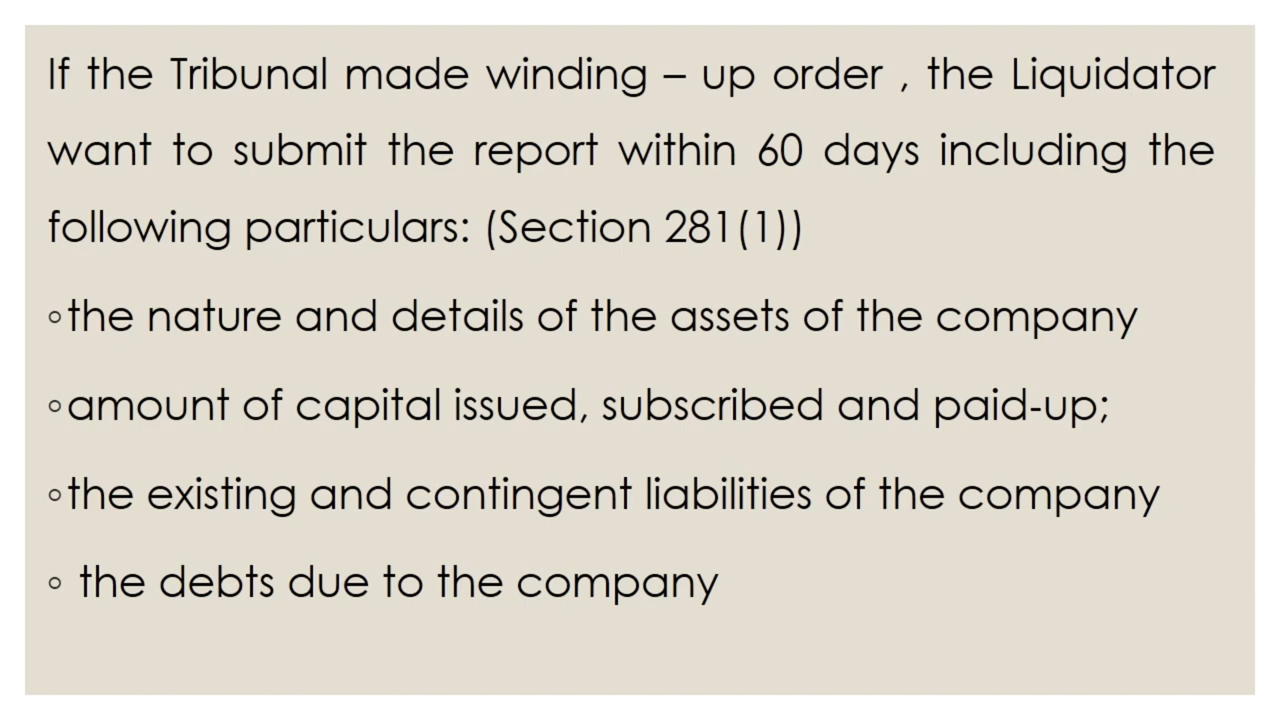 If the Tribunal made winding – up order , the Liquidator
want to submit the report within 60 days including the
following particulars: (Section 281(1))
◦the nature and details of the assets of the company
◦amount of capital issued, subscribed and paid-up;
◦the existing and contingent liabilities of the company
◦ the debts due to the company